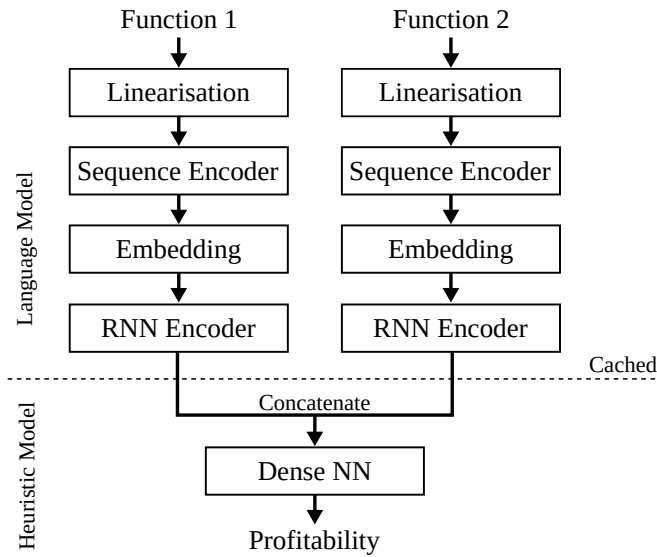 Function 1
Function 2
Linearisation
Linearisation
Sequence Encoder
Sequence Encoder
Embedding
Embedding
RNN Encoder
RNN Encoder
Language Model
Cached
Concatenate
Dense NN
Profitability
Heuristic Model